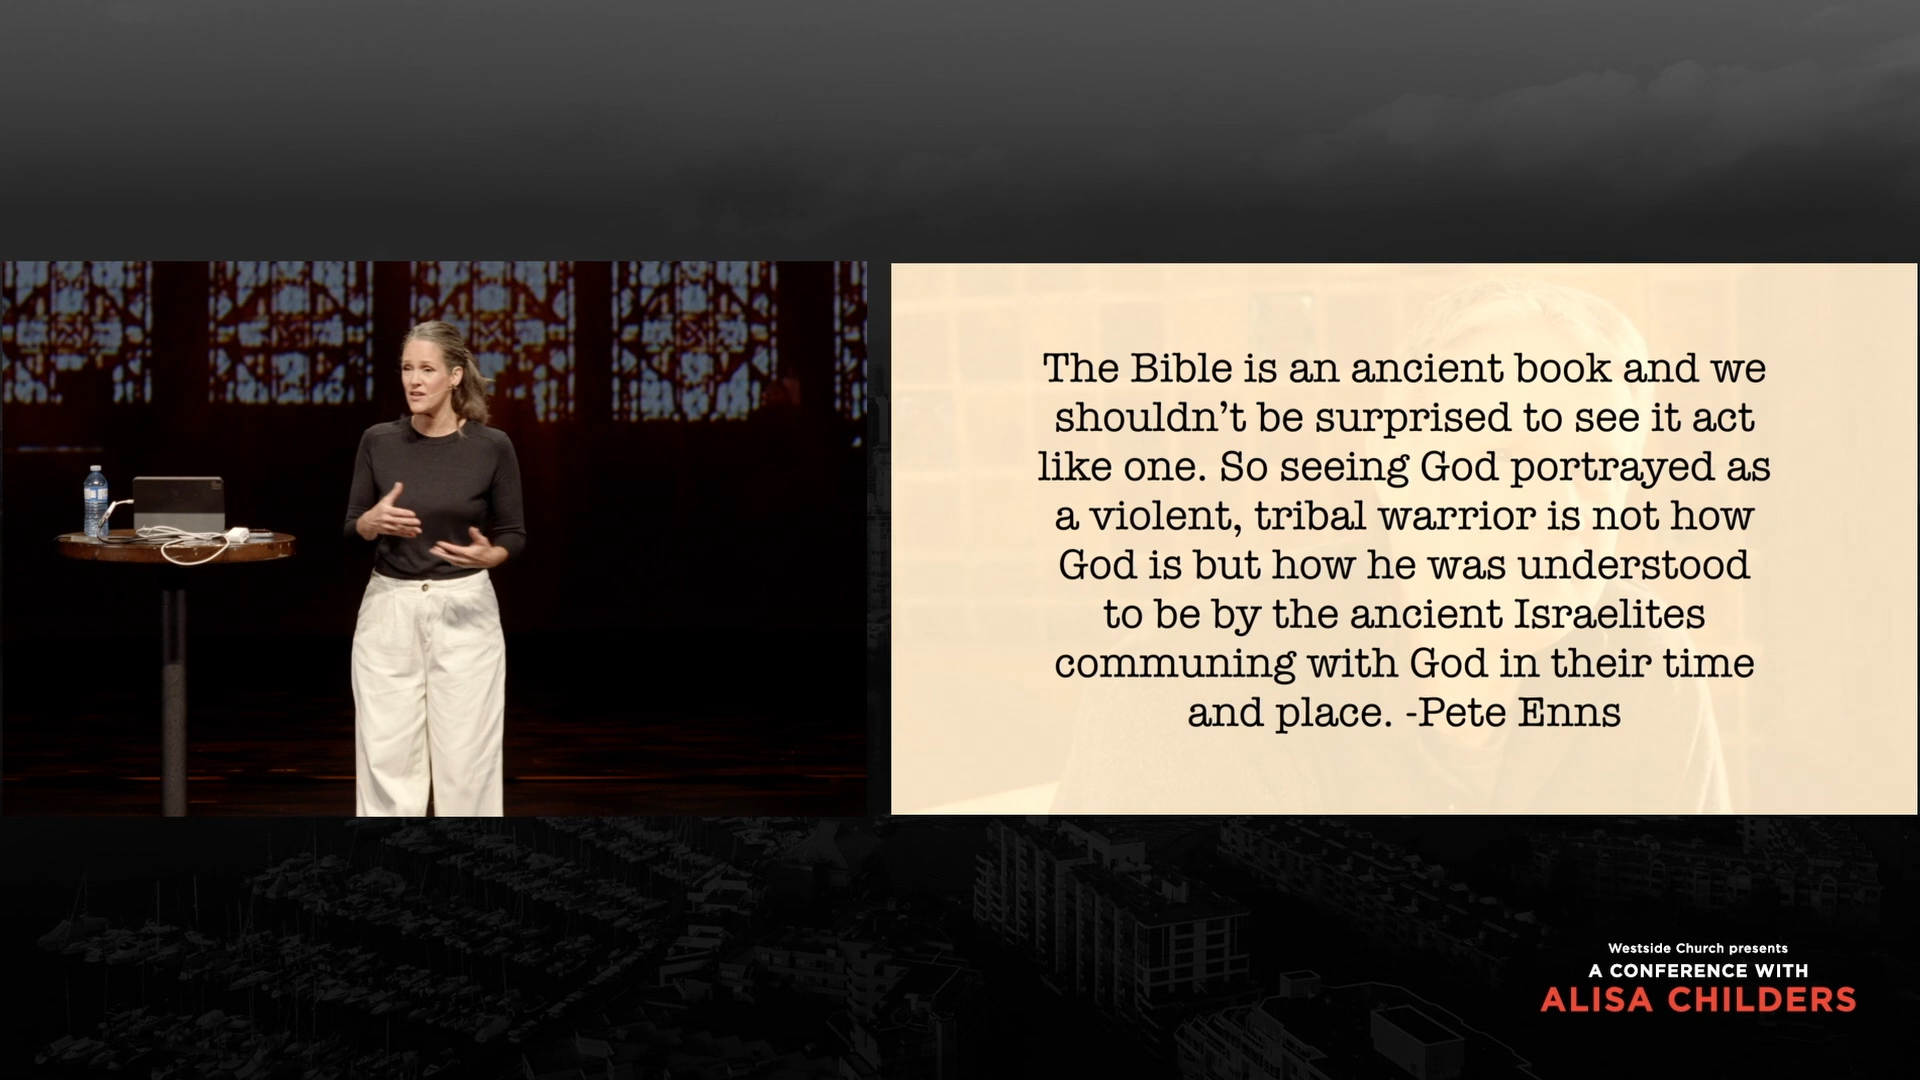 The Bible is an ancient book and we
shouldn’t be surprised to see it act
like one. So seeing God portrayed as
a violent, tribal warrior is not how
God is but how he was understood
to be by the ancient Israelites
communing with God in their time
and place. -Pete Enns
Westside Church presents
A CONFERENCE WITH
ALISA CHILDERS